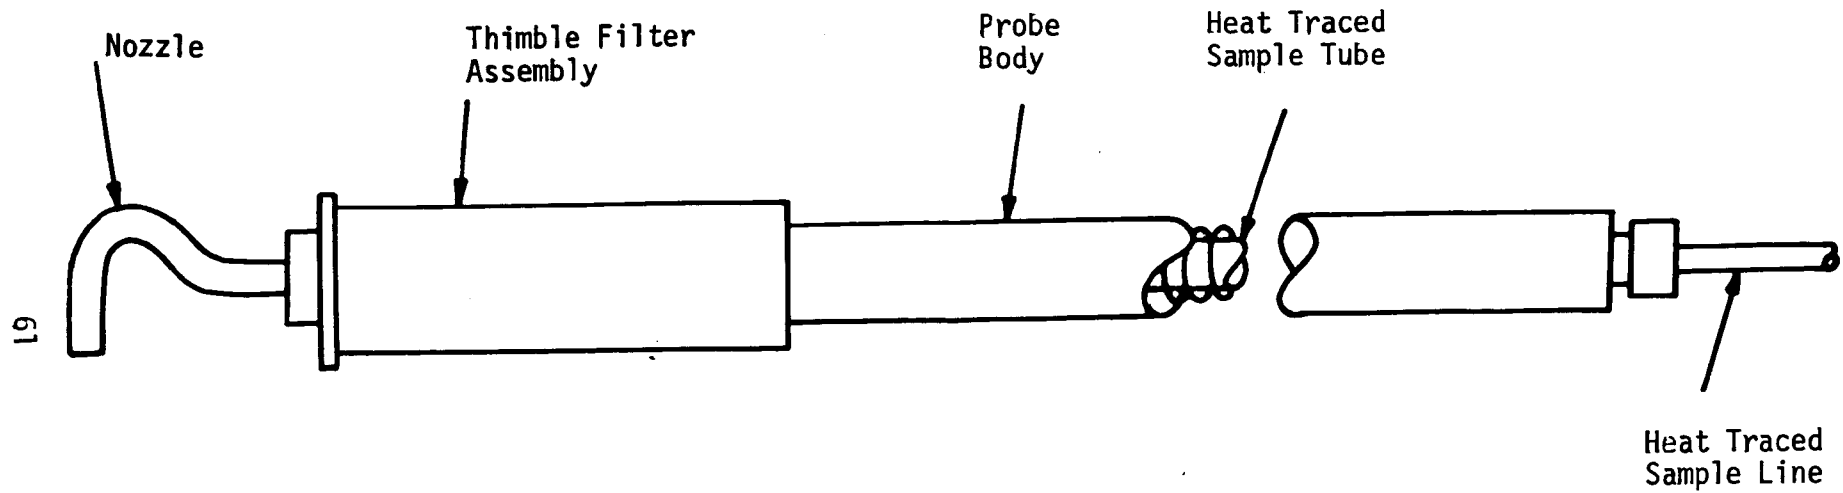 Nozzle
Thimble Filter
Assembly
Probe
Body
Heat Traced
Sample Tube
61
Heat Traced
Sample Line